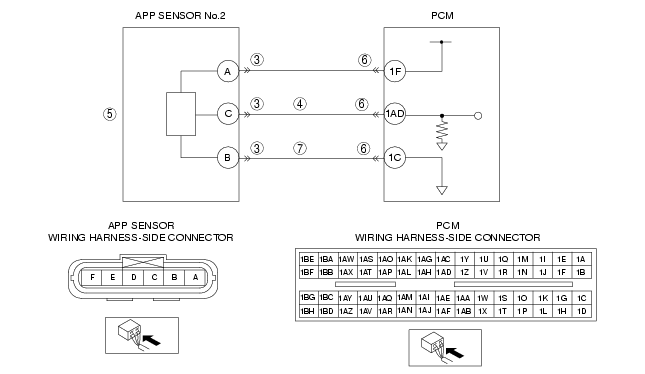 APP SENSOR No.2 PCM
A 3 6 1F
5 C 3 4 6 1AD
B 3 7 6 1C
APP SENSOR
WIRING HARNESS-SIDE CONNECTOR
F E D C B A
PCM
WIRING HARNESS-SIDE CONNECTOR
1BE 1BA 1AW 1AS 1AO 1AK 1AG 1AC 1Y 1U 1Q 1M 1I 1E 1A
1BF 1BB 1AX 1AT 1AP 1AL 1AH 1AD 1Z 1V 1R 1N 1J 1F 1B
1BG 1BC 1AY 1AU 1AQ 1AM 1AI 1AE 1AA 1W 1S 1O 1K 1G 1C
1BH 1BD 1AZ 1AV 1AR 1AN 1AJ 1AF 1AB 1X 1T 1P 1L 1H 1D